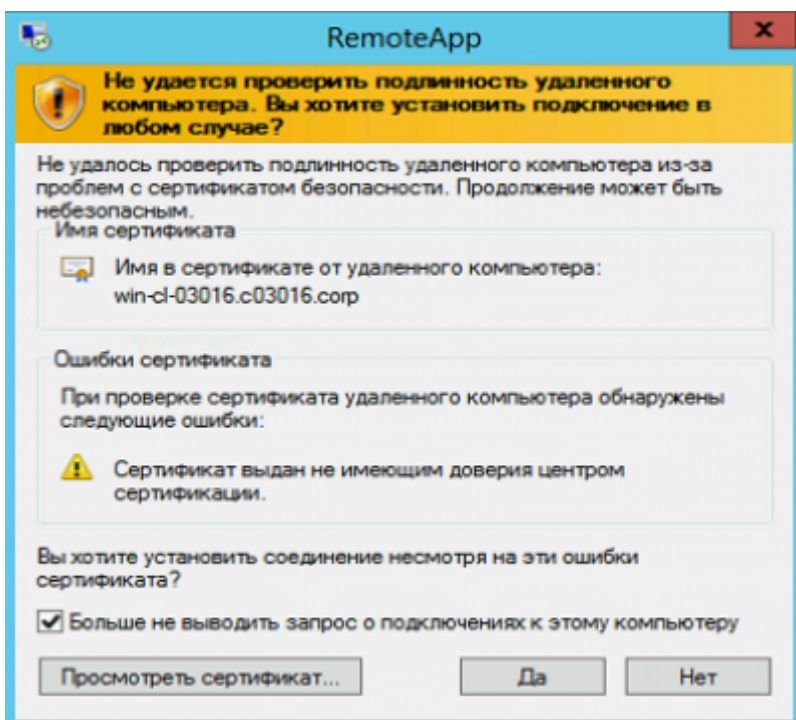 RemoteApp
Не удается проверить подлинность удаленного
компьютера. Вы хотите установить подключение в
любом случае?
Не удалось проверить подлинность удаленного компьютера из-за
проблем с сертификатом безопасности. Продолжение может быть
небезопасным.
Имя сертификата
Имя в сертификате от удаленного компьютера:
win-cl-03016.c03016.corp
Ошибки сертификата
При проверке сертификата удаленного компьютера обнаружены
следующие ошибки:
Сертификат выдан не имеющим доверия центром
сертификации.
Вы хотите установить соединение несмотря на эти ошибки
сертификата?
Больше не выводить запрос о подключениях к этому компьютеру
Просмотреть сертификат... Да Нет